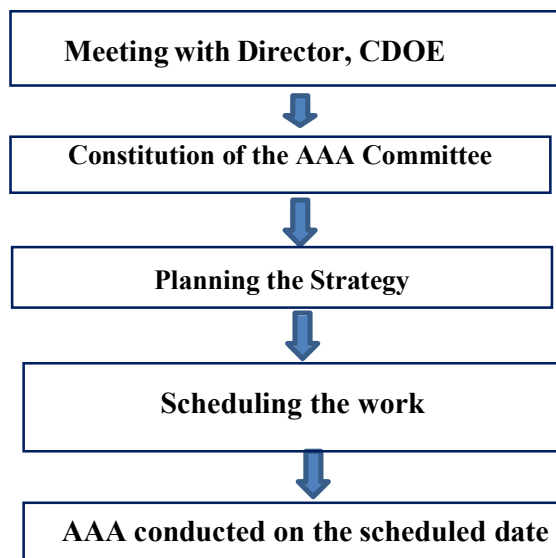 Meeting with Director, CDOE
Constitution of the AAA Committee
Planning the Strategy
Scheduling the work
AAA conducted on the scheduled date